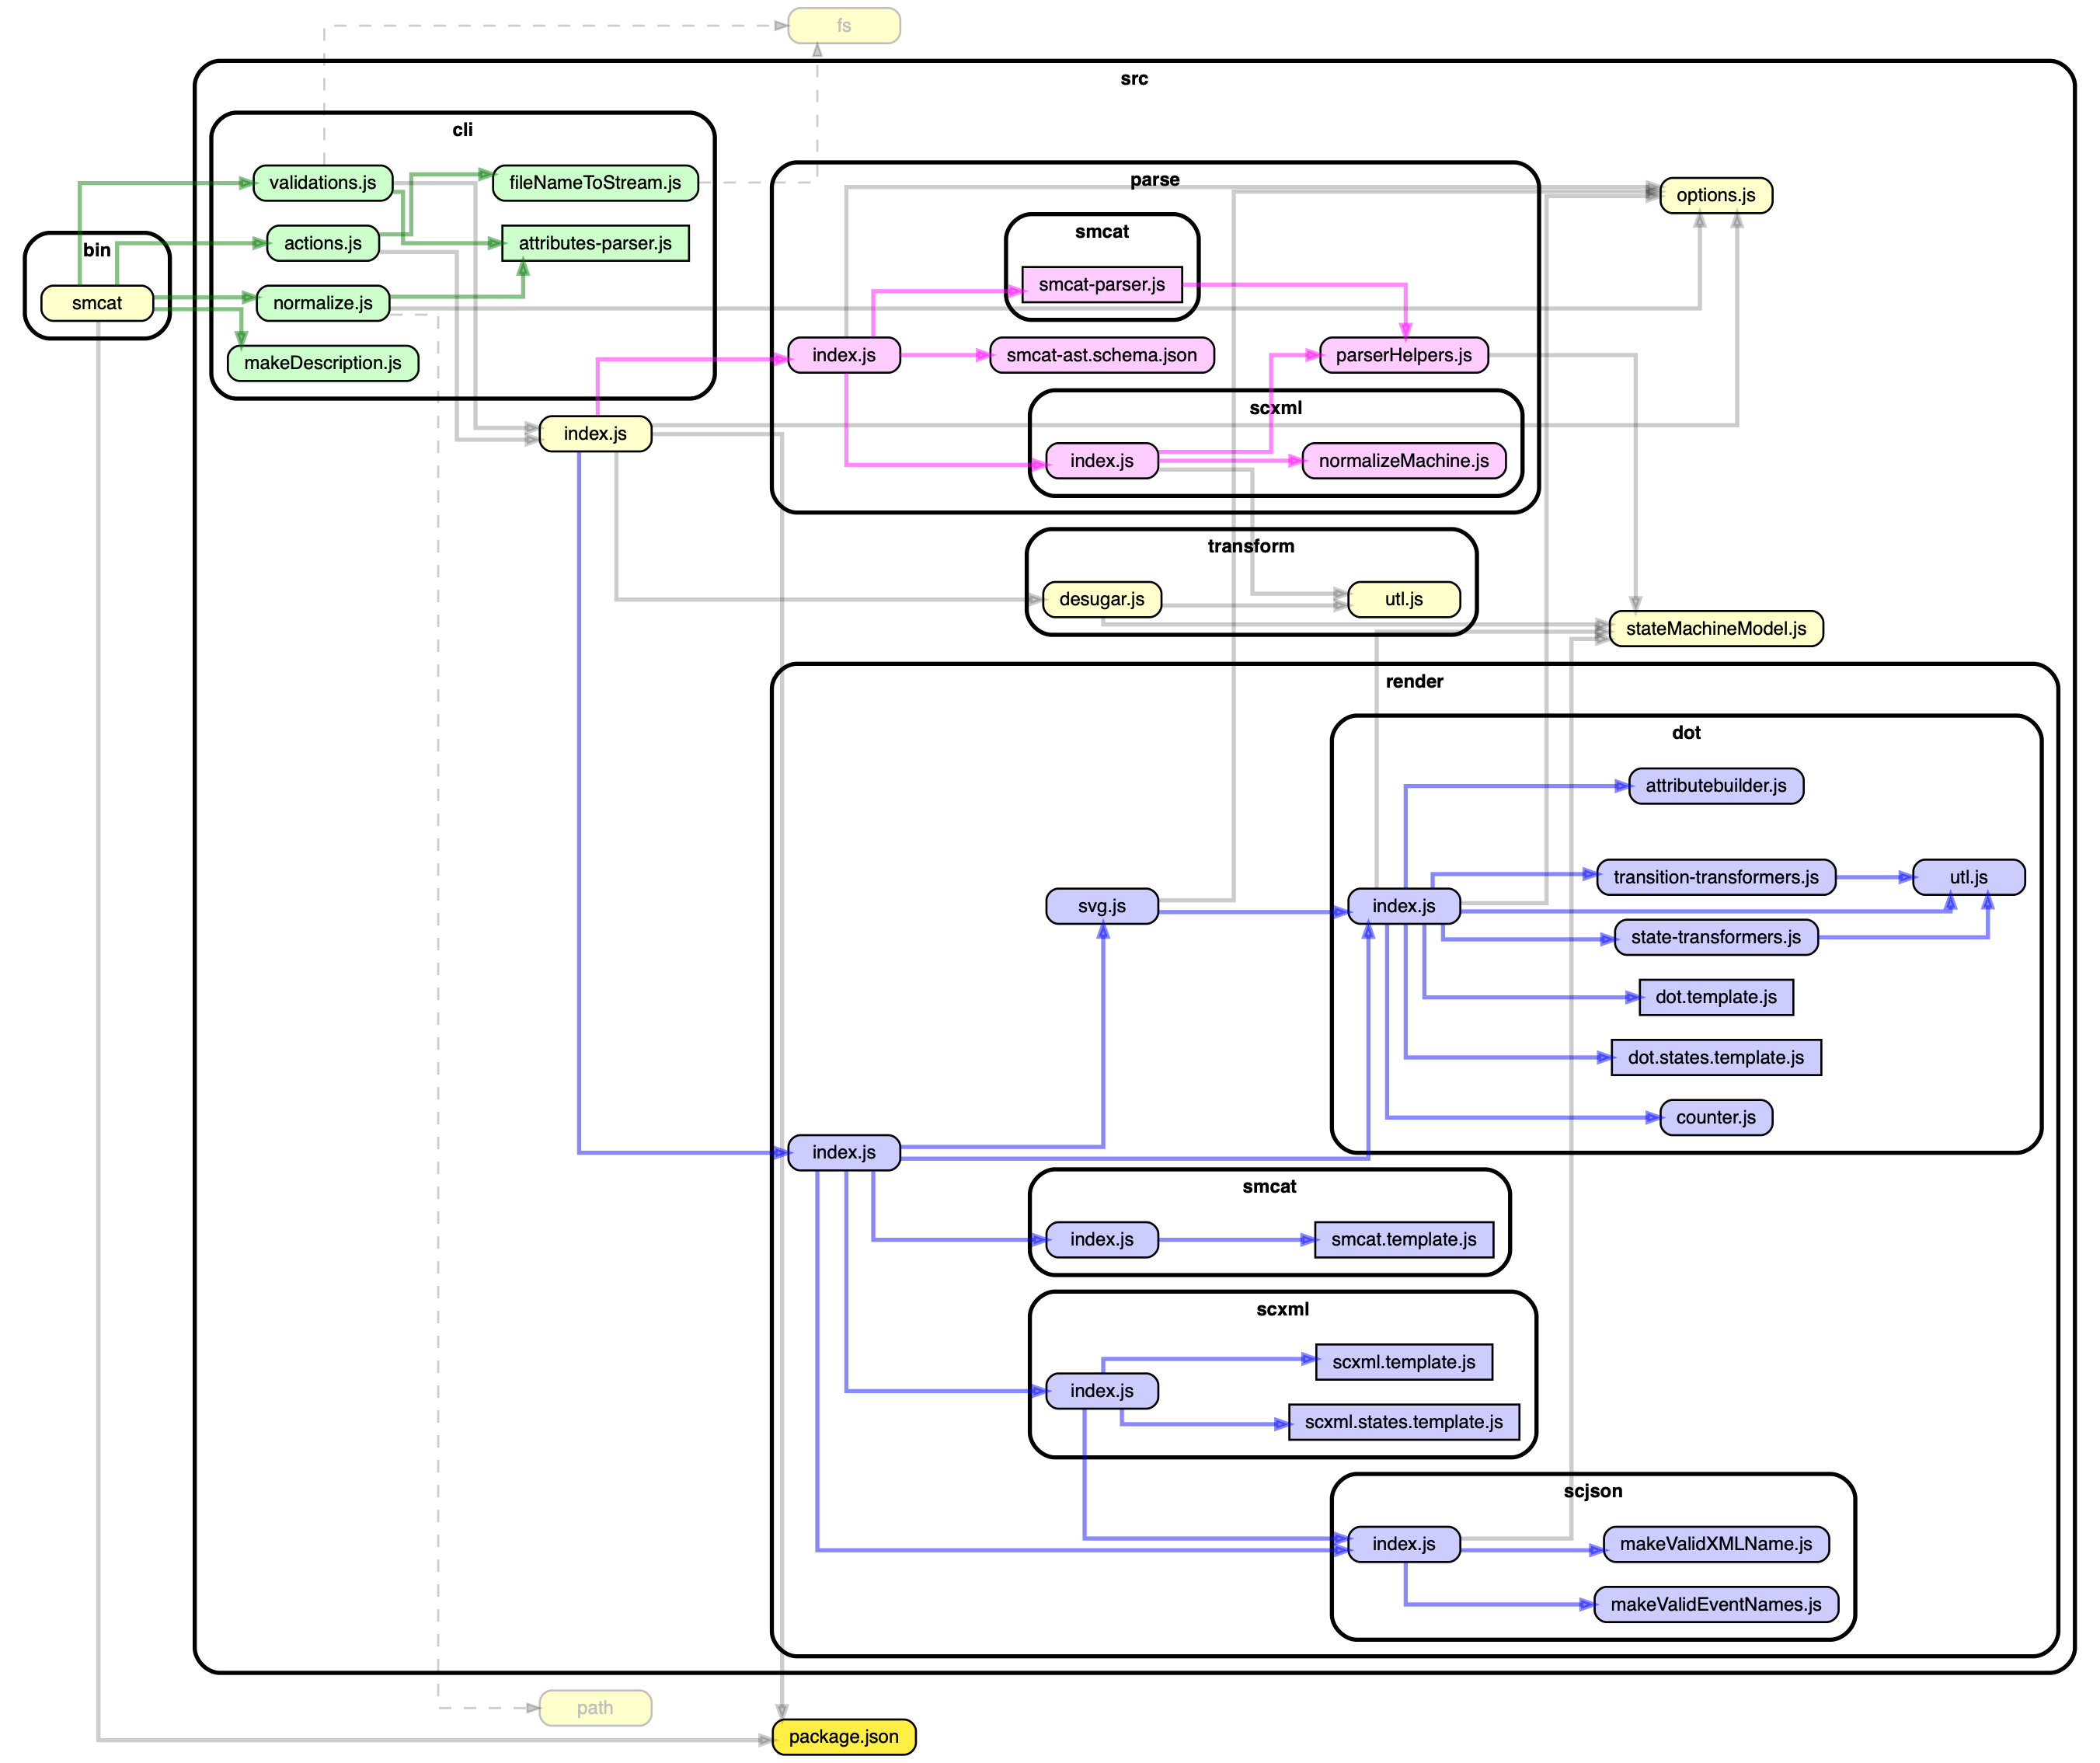 fs
src
cli
validations.js
fileNameToStream.js
actions.js
attributes-parser.js
bin
smcat
normalize.js
makeDescription.js
index.js
parse
options.js
smcat
smcat-parser.js
index.js
smcat-ast.schema.json
parserHelpers.js
scxml
index.js
normalizeMachine.js
transform
desugar.js
utl.js
stateMachineModel.js
render
dot
attributebuilder.js
transition-transformers.js
utl.js
svg.js
index.js
state-transformers.js
dot.template.js
dot.states.template.js
counter.js
index.js
smcat
index.js
smcat.template.js
scxml
scxml.template.js
index.js
scxml.states.template.js
scjson
index.js
makeValidXMLName.js
makeValidEventNames.js
path
package.json